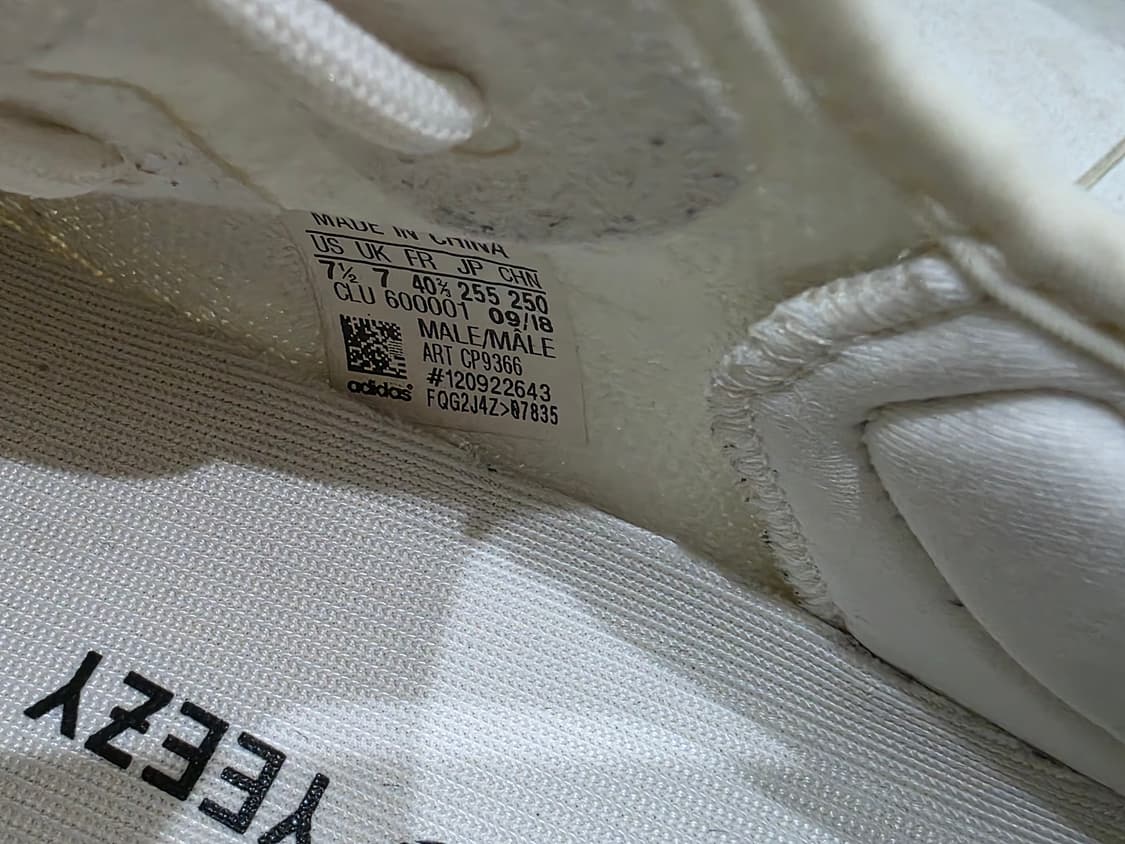 MADE IN CHINA
US UK FR JP CHN
7½ 7 40⅔ 255 250
CLU 600001 09/18
MALE/MÂLE
ART CP9366
#120922643
adidas
FQG2J4Z>07835
YEEZY